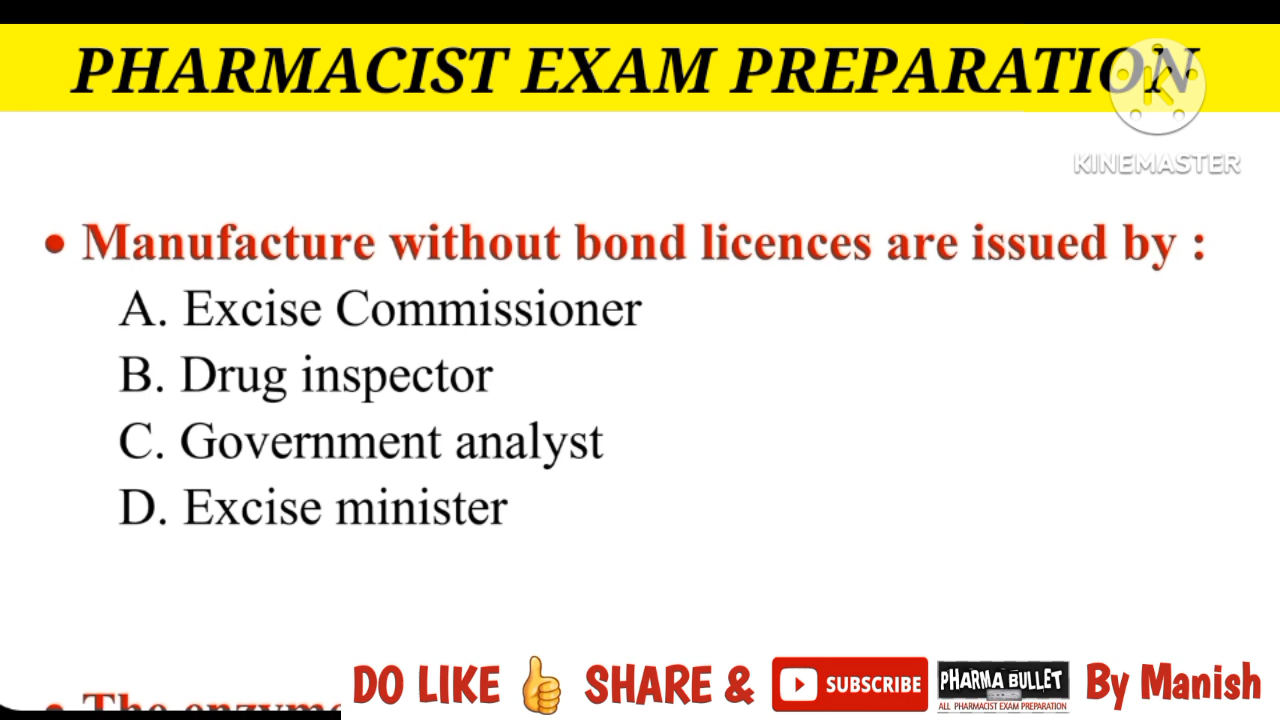 PHARMACIST EXAM PREPARATION
KINEMASTER
• Manufacture without bond licences are issued by :
A. Excise Commissioner
B. Drug inspector
C. Government analyst
D. Excise minister
• The
DO LIKE 👍 SHARE & SUBSCRIBE PHARMA BULLET By Manish
ALL PHARMACIST EXAM PREPARATION